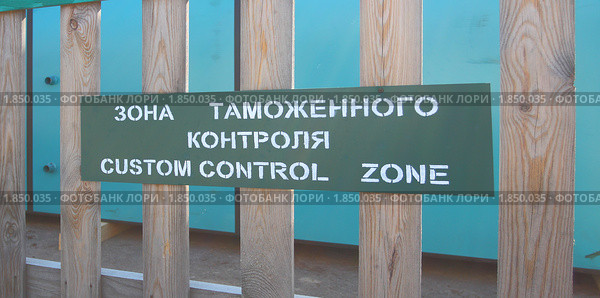 1.850.035 - ФОТОБАНК ЛОРИ - 1.850.035 - ФОТОБАНК ЛОРИ - 1.850.035 - ФОТОБАНК ЛОРИ - 1.850.035
ЗОНА ТАМОЖЕННОГО
КОНТРОЛЯ
CUSTOM CONTROL ZONE
1.850.035 - ФОТОБАНК ЛОРИ - 1.850.035 - ФОТОБАНК ЛОРИ - 1.850.035 - ФОТОБАНК ЛОРИ - 1.850.035